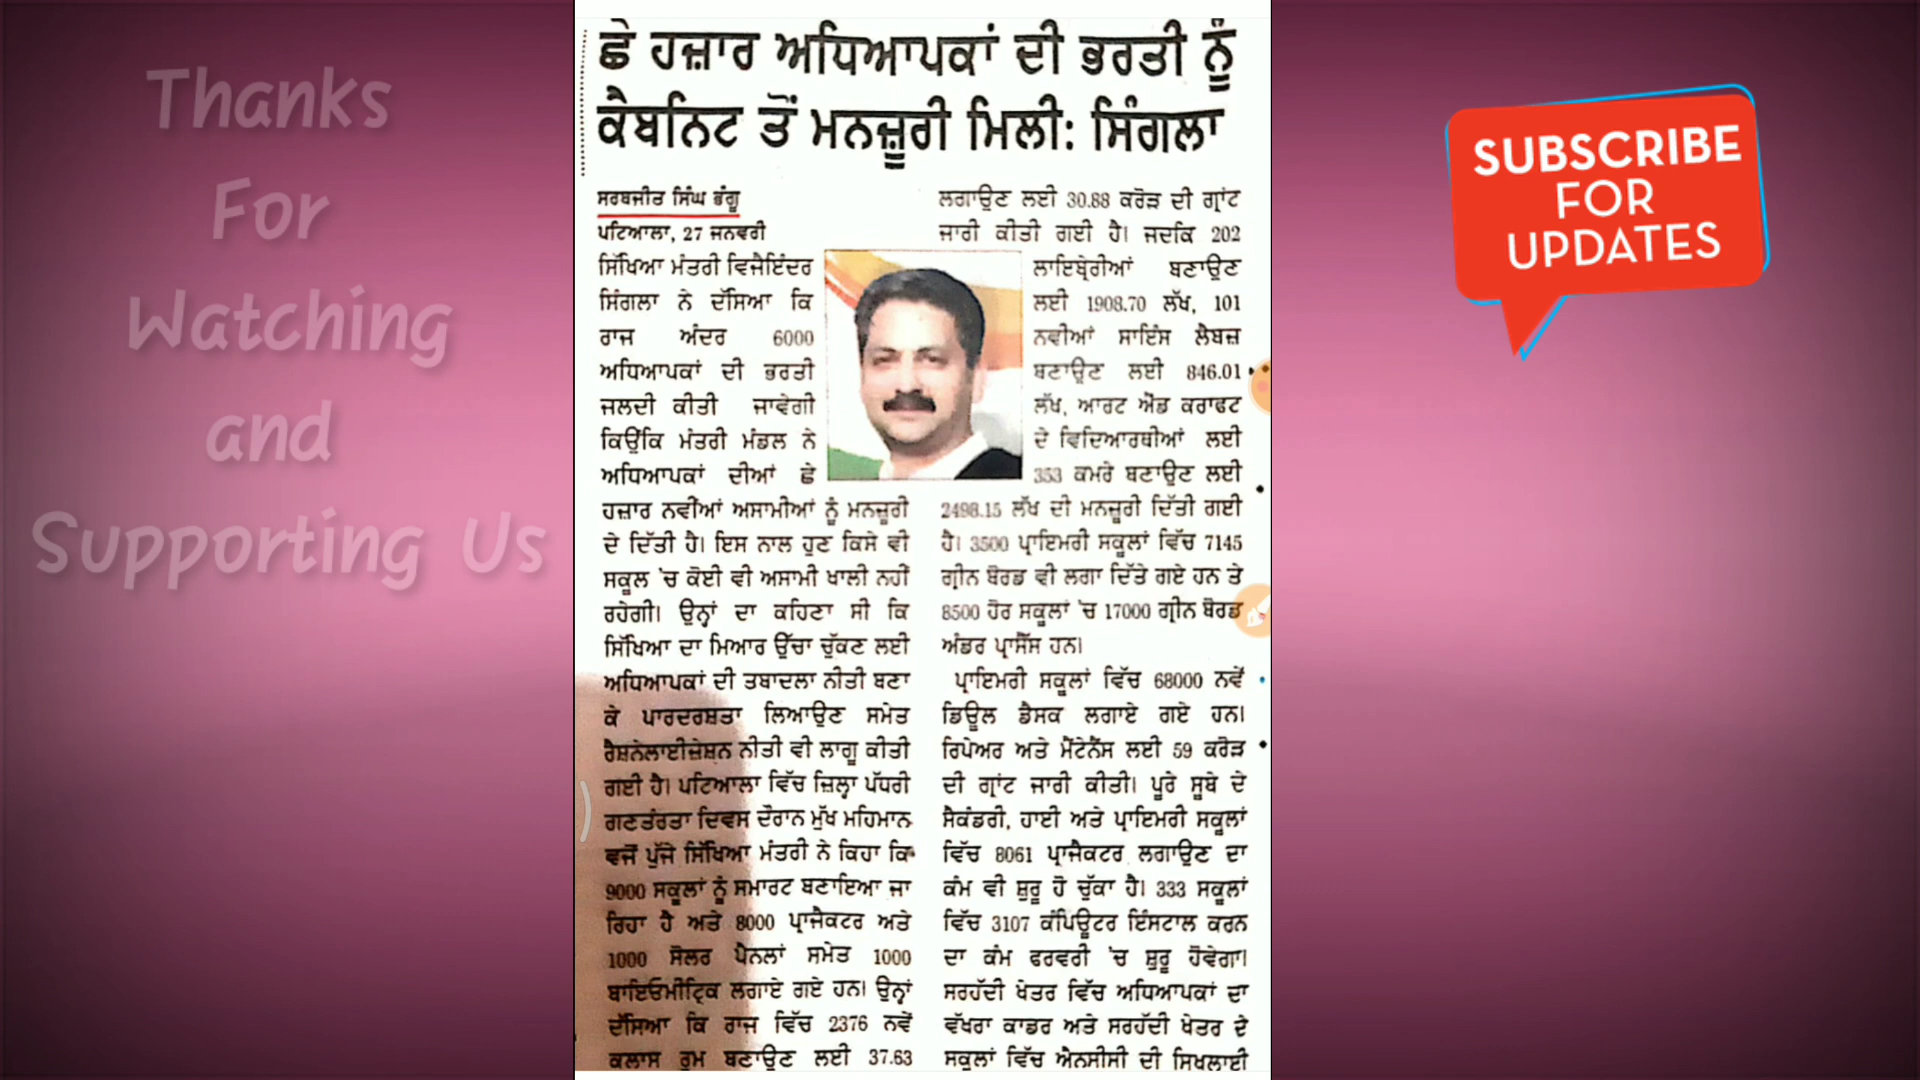 Thanks
For
Watching
and
Supporting Us
ਛੇ ਹਜ਼ਾਰ ਅਧਿਆਪਕਾਂ ਦੀ ਭਰਤੀ ਨੂੰ
ਕੈਬਨਿਟ ਤੋਂ ਮਨਜ਼ੂਰੀ ਮਿਲੀ: ਸਿੰਗਲਾ
ਸਰਬਜੀਤ ਸਿੰਘ ਭੰਗੂ
ਪਟਿਆਲਾ, 27 ਜਨਵਰੀ
ਸਿੱਖਿਆ ਮੰਤਰੀ ਵਿਜੈਇੰਦਰ
ਸਿੰਗਲਾ ਨੇ ਦੱਸਿਆ ਕਿ
ਰਾਜ ਅੰਦਰ 6000
ਅਧਿਆਪਕਾਂ ਦੀ ਭਰਤੀ
ਜਲਦੀ ਕੀਤੀ ਜਾਵੇਗੀ
ਕਿਉਂਕਿ ਮੰਤਰੀ ਮੰਡਲ ਨੇ
ਅਧਿਆਪਕਾਂ ਦੀਆਂ ਛੇ
ਹਜ਼ਾਰ ਨਵੀਂਆਂ ਅਸਾਮੀਆਂ ਨੂੰ ਮਨਜ਼ੂਰੀ
ਦੇ ਦਿੱਤੀ ਹੈ। ਇਸ ਨਾਲ ਹੁਣ ਕਿਸੇ ਵੀ
ਸਕੂਲ 'ਚ ਕੋਈ ਵੀ ਅਸਾਮੀ ਖਾਲੀ ਨਹੀਂ
ਰਹੇਗੀ। ਉਨ੍ਹਾਂ ਦਾ ਕਹਿਣਾ ਸੀ ਕਿ
ਸਿੱਖਿਆ ਦਾ ਮਿਆਰ ਉੱਚਾ ਚੁੱਕਣ ਲਈ
ਅਧਿਆਪਕਾਂ ਦੀ ਤਬਾਦਲਾ ਨੀਤੀ ਬਣਾ
ਕੇ ਪਾਰਦਰਸ਼ਤਾ ਲਿਆਉਣ ਸਮੇਤ
ਰੈਸ਼ਨੇਲਾਈਜ਼ੇਸ਼ਨ ਨੀਤੀ ਵੀ ਲਾਗੂ ਕੀਤੀ
ਗਈ ਹੈ। ਪਟਿਆਲਾ ਵਿੱਚ ਜ਼ਿਲ੍ਹਾ ਪੱਧਰੀ
ਗਣਤੰਰਤਾ ਦਿਵਸ ਦੌਰਾਨ ਮੁੱਖ ਮਹਿਮਾਨ
ਵਜੋਂ ਪੁੱਜੇ ਸਿੱਖਿਆ ਮੰਤਰੀ ਨੇ ਕਿਹਾ ਕਿ
9000 ਸਕੂਲਾਂ ਨੂੰ ਸਮਾਰਟ ਬਣਾਇਆ ਜਾ
ਰਿਹਾ ਹੈ ਅਤੇ 8000 ਪ੍ਰਾਜੈਕਟਰ ਅਤੇ
1000 ਸੋਲਰ ਪੈਨਲਾਂ ਸਮੇਤ 1000
ਬਾਇਓਮੀਟ੍ਰਿਕ ਲਗਾਏ ਗਏ ਹਨ। ਉਨ੍ਹਾਂ
ਦੱਸਿਆ ਕਿ ਰਾਜ ਵਿੱਚ 2376 ਨਵੇਂ
ਕਲਾਸ ਰੂਮ ਬਣਾਉਣ ਲਈ 37.63
ਲਗਾਉਣ ਲਈ 30.88 ਕਰੋੜ ਦੀ ਗ੍ਰਾਂਟ
ਜਾਰੀ ਕੀਤੀ ਗਈ ਹੈ। ਜਦਕਿ 202
ਲਾਇਬ੍ਰੇਰੀਆਂ ਬਣਾਉਣ
ਲਈ 1908.70 ਲੱਖ, 101
ਨਵੀਆਂ ਸਾਇੰਸ ਲੈਬਜ਼
ਬਣਾਉਣ ਲਈ 846.01
ਲੱਖ, ਆਰਟ ਐਂਡ ਕਰਾਫਟ
ਦੇ ਵਿਦਿਆਰਥੀਆਂ ਲਈ
353 ਕਮਰੇ ਬਣਾਉਣ ਲਈ
2498.15 ਲੱਖ ਦੀ ਮਨਜ਼ੂਰੀ ਦਿੱਤੀ ਗਈ
ਹੈ। 3500 ਪ੍ਰਾਇਮਰੀ ਸਕੂਲਾਂ ਵਿੱਚ 7145
ਗ੍ਰੀਨ ਬੋਰਡ ਵੀ ਲਗਾ ਦਿੱਤੇ ਗਏ ਹਨ ਤੇ
8500 ਹੋਰ ਸਕੂਲਾਂ 'ਚ 17000 ਗ੍ਰੀਨ ਬੋਰਡ
ਅੰਡਰ ਪ੍ਰਾਸੈੱਸ ਹਨ।
ਪ੍ਰਾਇਮਰੀ ਸਕੂਲਾਂ ਵਿੱਚ 68000 ਨਵੇਂ
ਡਿਊਲ ਡੈਸਕ ਲਗਾਏ ਗਏ ਹਨ।
ਰਿਪੇਅਰ ਅਤੇ ਮੈਂਟੇਨੈਂਸ ਲਈ 59 ਕਰੋੜ
ਦੀ ਗ੍ਰਾਂਟ ਜਾਰੀ ਕੀਤੀ। ਪੂਰੇ ਸੂਬੇ ਦੇ
ਸੈਕੰਡਰੀ, ਹਾਈ ਅਤੇ ਪ੍ਰਾਇਮਰੀ ਸਕੂਲਾਂ
ਵਿੱਚ 8061 ਪ੍ਰਾਜੈਕਟਰ ਲਗਾਉਣ ਦਾ
ਕੰਮ ਵੀ ਸ਼ੁਰੂ ਹੋ ਚੁੱਕਾ ਹੈ। 333 ਸਕੂਲਾਂ
ਵਿੱਚ 3107 ਕੰਪਿਊਟਰ ਇੰਸਟਾਲ ਕਰਨ
ਦਾ ਕੰਮ ਫਰਵਰੀ 'ਚ ਸ਼ੁਰੂ ਹੋਵੇਗਾ।
ਸਰਹੱਦੀ ਖੇਤਰ ਵਿੱਚ ਅਧਿਆਪਕਾਂ ਦਾ
ਵੱਖਰਾ ਕਾਡਰ ਅਤੇ ਸਰਹੱਦੀ ਖੇਤਰ ਦੇ
ਸਕੂਲਾਂ ਵਿੱਚ ਐਨਸੀਸੀ ਦੀ ਸਿਖਲਾਈ
SUBSCRIBE
FOR
UPDATES